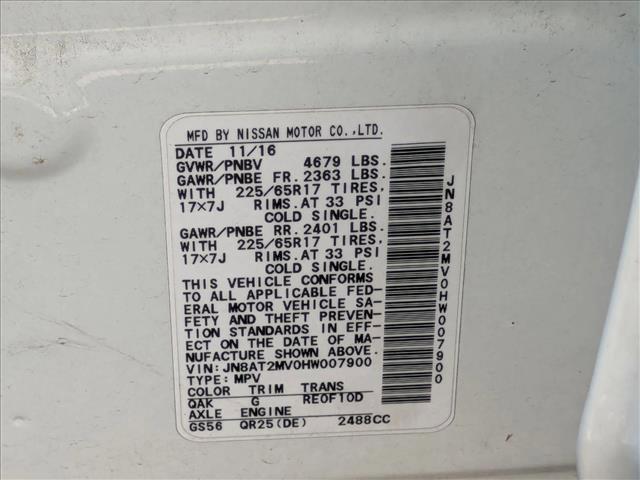 MFD BY NISSAN MOTOR CO.,LTD.
DATE 11/16
GVWR/PNBV 4679 LBS.
GAWR/PNBE FR. 2363 LBS.
WITH 225/65R17 TIRES,
17×7J RIMS.AT 33 PSI
COLD SINGLE.
GAWR/PNBE RR. 2401 LBS.
WITH 225/65R17 TIRES,
17×7J RIMS.AT 33 PSI
COLD SINGLE.
THIS VEHICLE CONFORMS
TO ALL APPLICABLE FED-
ERAL MOTOR VEHICLE SA-
FETY AND THEFT PREVEN-
TION STANDARDS IN EFF-
ECT ON THE DATE OF MA-
NUFACTURE SHOWN ABOVE.
VIN: JN8AT2MV0HW007900
TYPE: MPV
COLOR TRIM TRANS
QAK G RE0F10D
AXLE ENGINE
GS56 QR25(DE) 2488CC
JN8AT2MV0HW007900